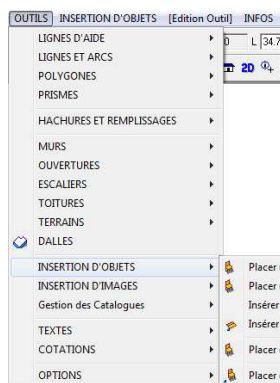 OUTILS INSERTION D'OBJETS [Edition Outil] INFOS
LIGNES D'AIDE
LIGNES ET ARCS
POLYGONES
PRISMES
HACHURES ET REMPLISSAGES
MURS
OUVERTURES
ESCALIERS
TOITURES
TERRAINS
DALLES
INSERTION D'OBJETS
INSERTION D'IMAGES
Gestion des Catalogues
TEXTES
COTATIONS
OPTIONS
0 L 34.7
2D
Placer
Placer
Insérer
Insérer
Placer
Placer